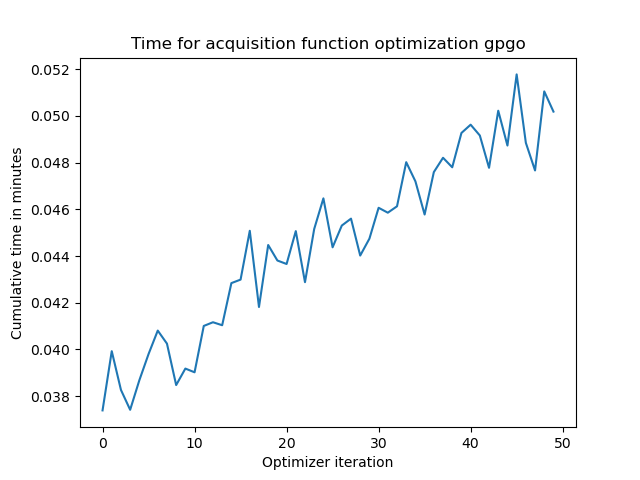 Time for acquisition function optimization gpgo
0.052
0.050
0.048
0.046
0.044
0.042
0.040
0.038
Cumulative time in minutes
0 10 20 30 40 50
Optimizer iteration